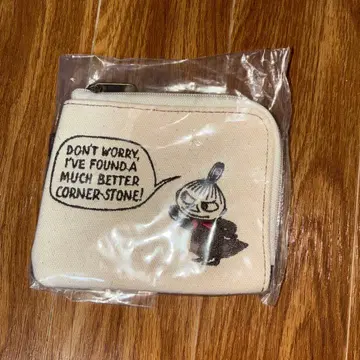 DON'T WORRY,
I'VE FOUND A
MUCH BETTER
CORNER-STONE!